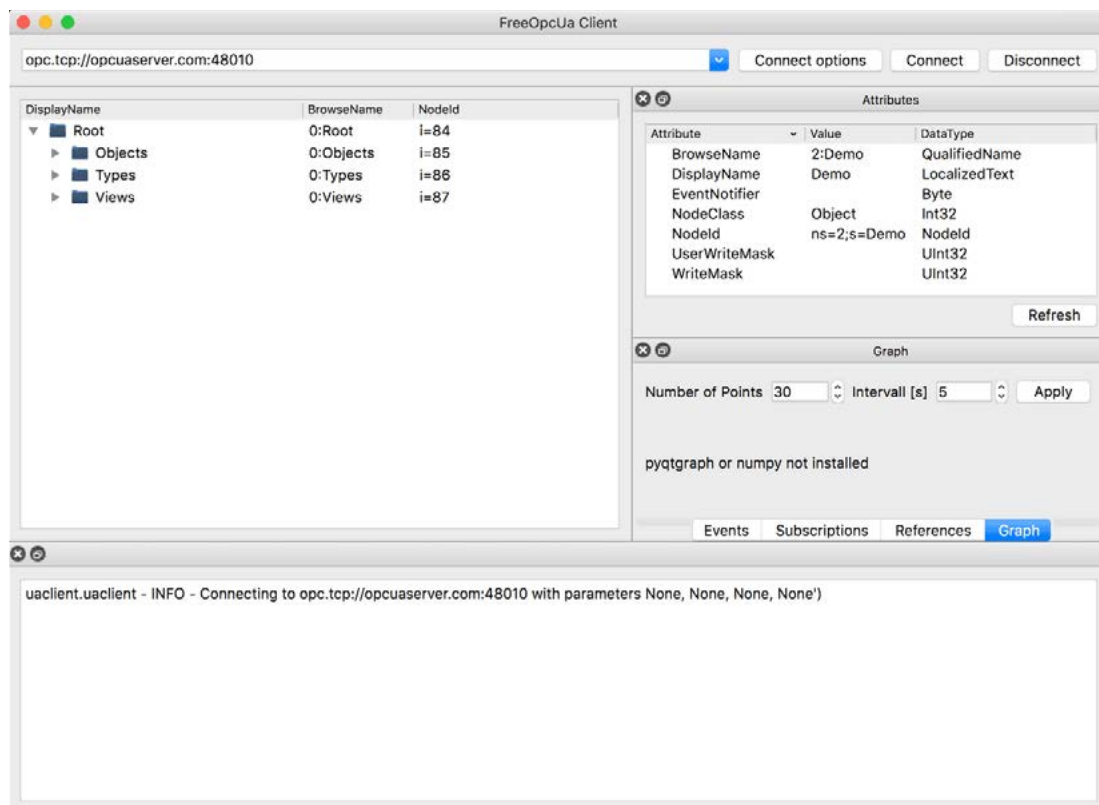 FreeOpcUa Client
opc.tcp://opcuaserver.com:48010
Connect options
Connect
Disconnect
DisplayName BrowseName NodeId
Root 0:Root i=84
Objects 0:Objects i=85
Types 0:Types i=86
Views 0:Views i=87
Attributes
Attribute Value DataType
BrowseName 2:Demo QualifiedName
DisplayName Demo LocalizedText
EventNotifier Byte
NodeClass Object Int32
NodeId ns=2;s=Demo NodeId
UserWriteMask UInt32
WriteMask UInt32
Refresh
Graph
Number of Points 30 Intervall [s] 5 Apply
pyqtgraph or numpy not installed
Events Subscriptions References Graph
uaclient.uaclient - INFO - Connecting to opc.tcp://opcuaserver.com:48010 with parameters None, None, None, None')